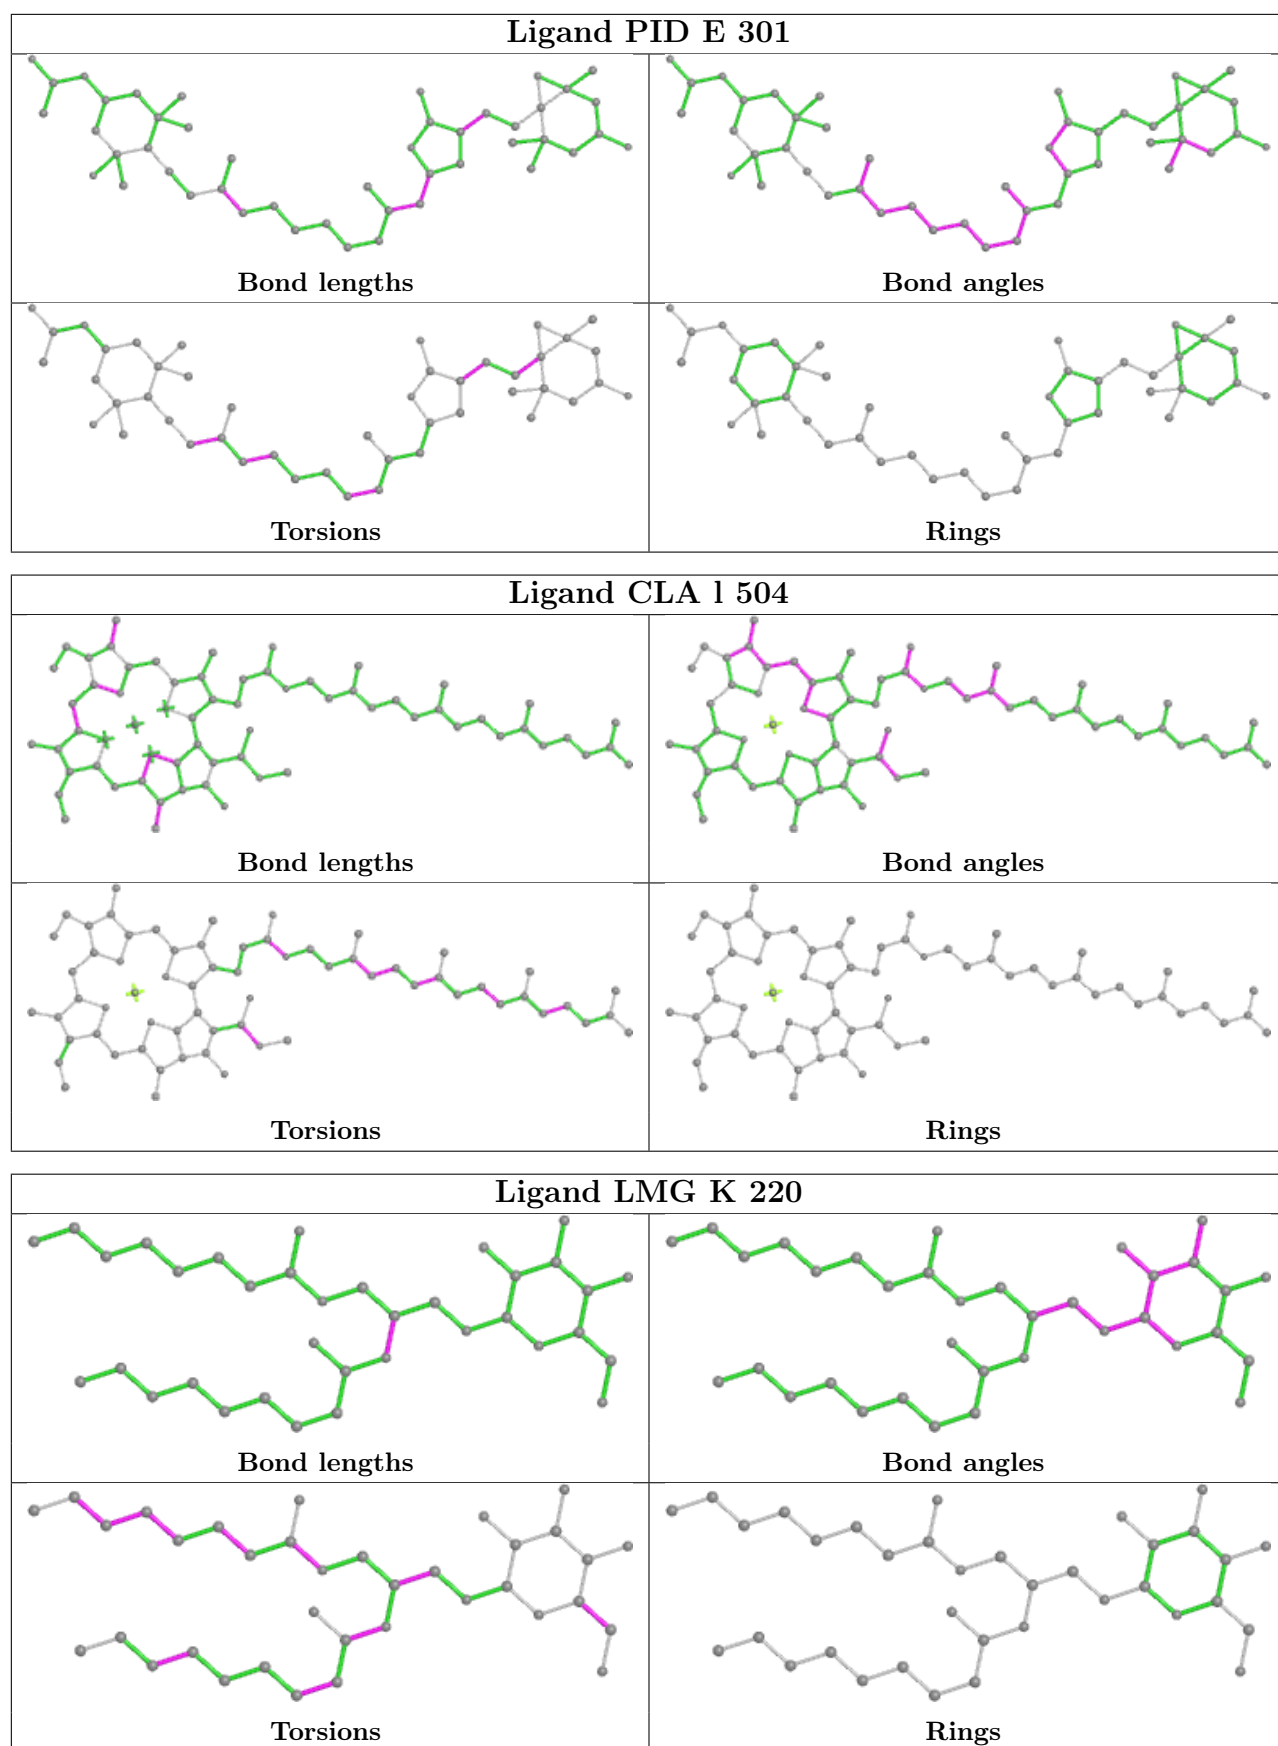 Ligand PID E 301
Bond lengths
Bond angles
Torsions
Rings
Ligand CLA l 504
Bond lengths
Bond angles
Torsions
Rings
Ligand LMG K 220
Bond lengths
Bond angles
Torsions
Rings